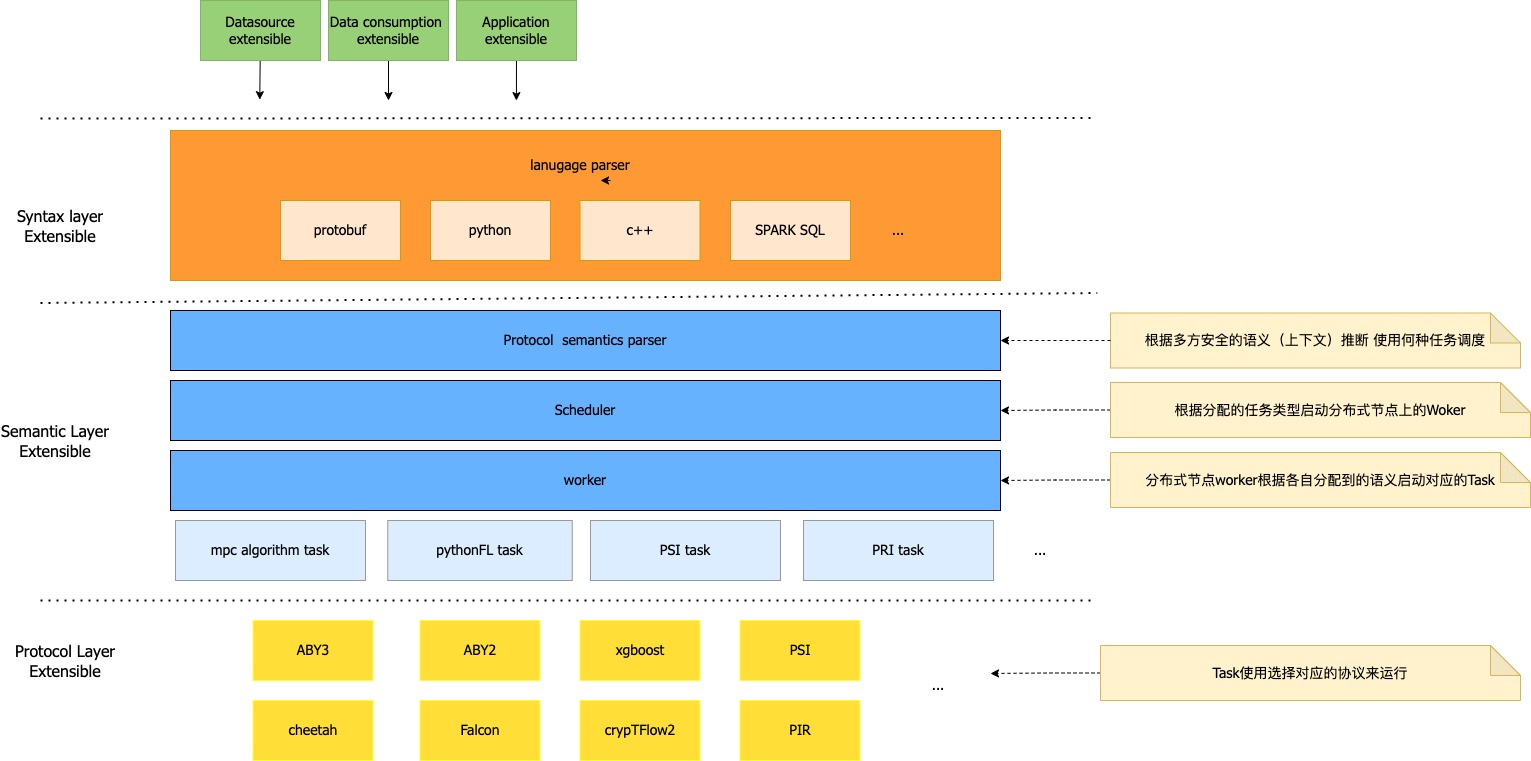 Datasource
extensible
Data consumption
extensible
Application
extensible
lanugage parser
Syntax layer
Extensible
protobuf
python
c++
SPARK SQL
...
Protocol  semantics parser
根据多方安全的语义（上下文）推断 使用何种任务调度
Scheduler
根据分配的任务类型启动分布式节点上的Woker
Semantic Layer
Extensible
worker
分布式节点worker根据各自分配到的语义启动对应的Task
mpc algorithm task
pythonFL task
PSI task
PRI task
...
Protocol Layer
Extensible
ABY3
ABY2
xgboost
PSI
...
Task使用选择对应的协议来运行
cheetah
Falcon
crypTFlow2
PIR